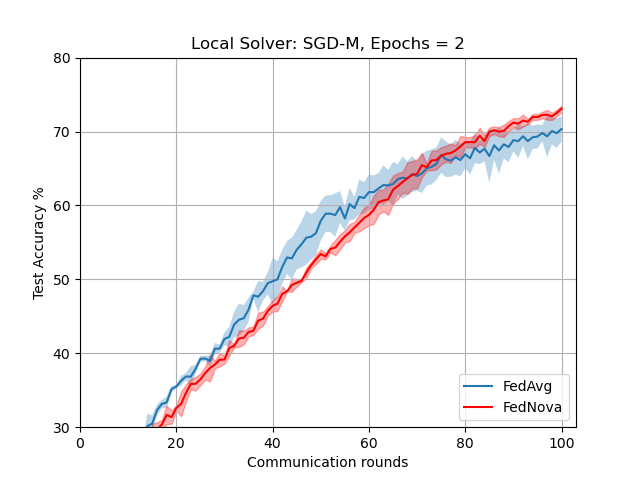 Local Solver: SGD-M, Epochs = 2
80
70
60
50
40
30
Test Accuracy %
0 20 40 60 80 100
Communication rounds
FedAvg
FedNova